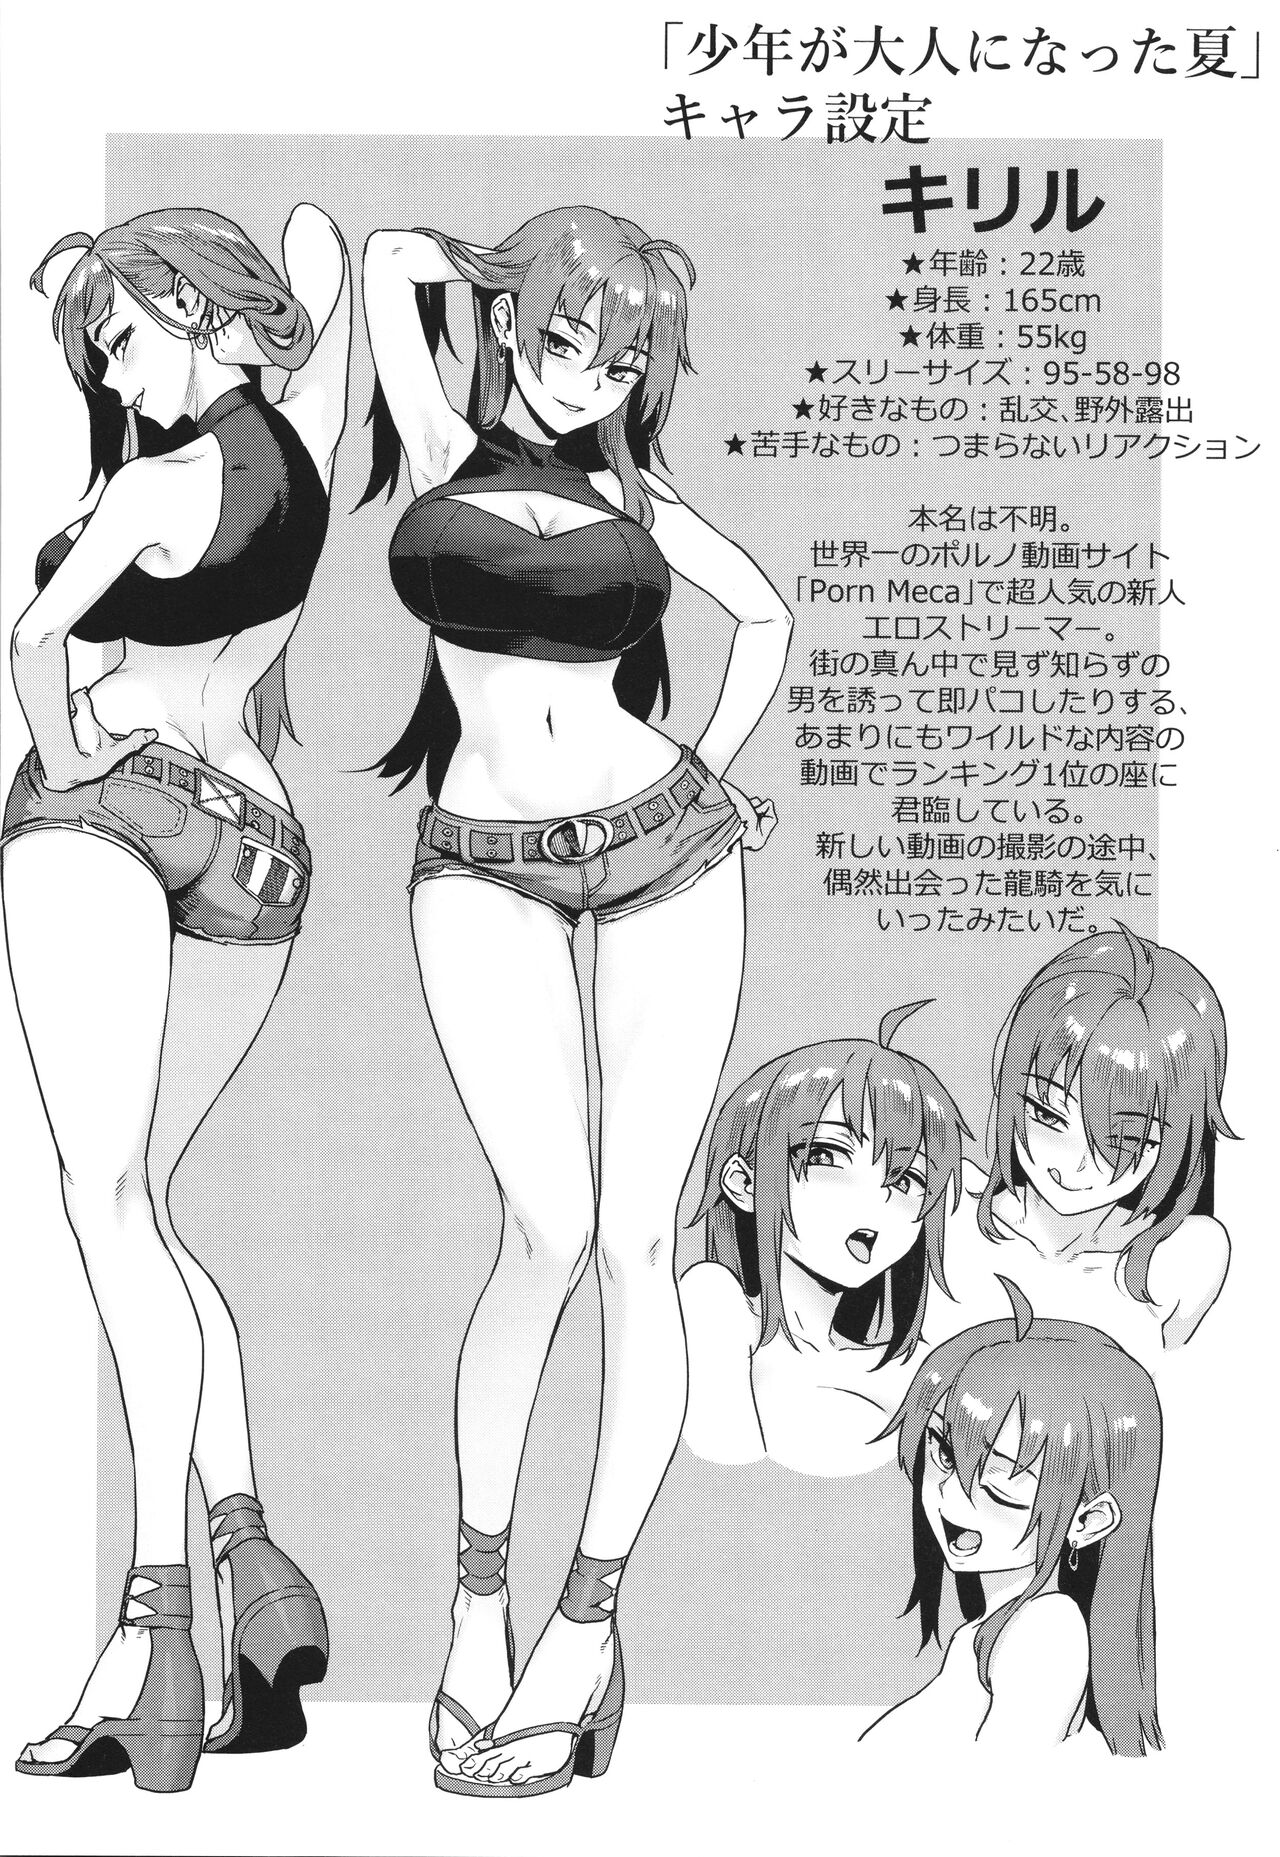 「少年が大人になった夏」
キャラ設定
キリル
★年齢：22歳
★身長：165cm
★体重：55kg
★スリーサイズ：95-58-98
★好きなもの：乱交、野外露出
★苦手なもの：つまらないリアクション
本名は不明。
世界一のポルノ動画サイト
「Porn Meca」で超人気の新人
エロストリーマー。
街の真ん中で見ず知らずの
男を誘って即パコしたりする、
あまりにもワイルドな内容の
動画でランキング1位の座に
君臨している。
新しい動画の撮影の途中、
偶然出会った龍騎を気に
いったみたいだ。